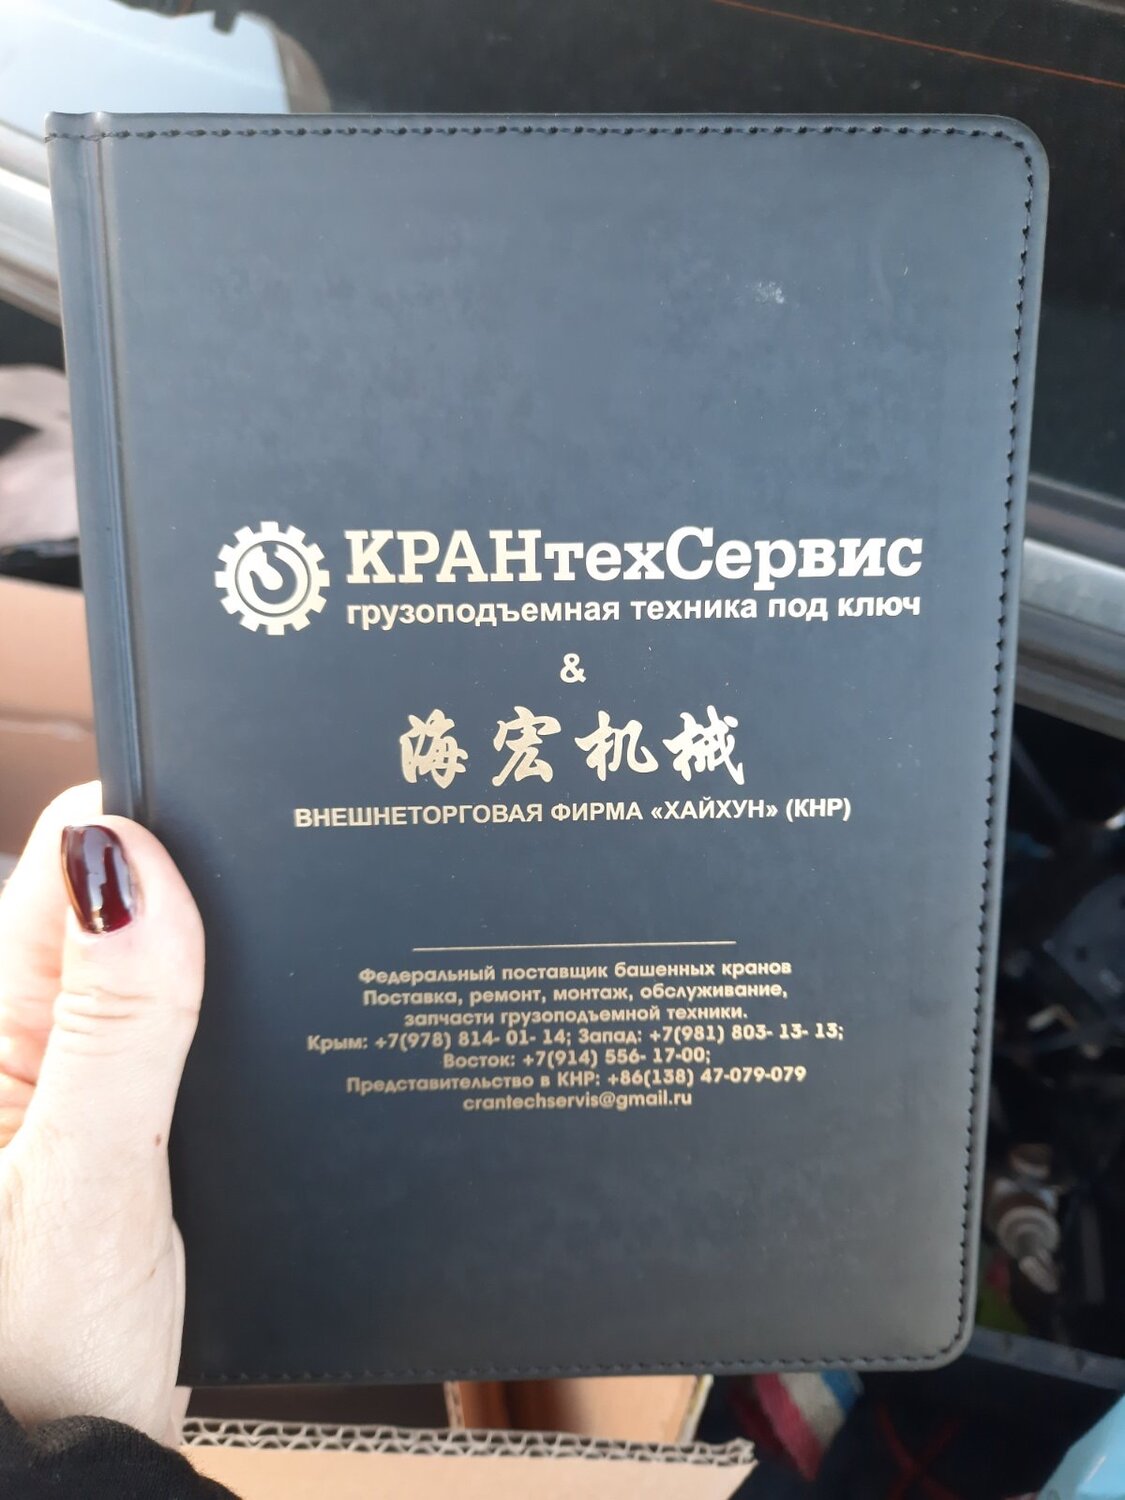 КРАНтехСервис
грузоподъемная техника под ключ
&
海宏机械
ВНЕШНЕТОРГОВАЯ ФИРМА «ХАЙХУН» (КНР)
Федеральный поставщик башенных кранов
Поставка, ремонт, монтаж, обслуживание,
запчасти грузоподъемной техники.
Крым: +7(978) 814- 01- 14; Запад: +7(981) 803- 13- 13;
Восток: +7(914) 556- 17-00;
Представительство в КНР: +86(138) 47-079-079
crantechservis@gmail.ru